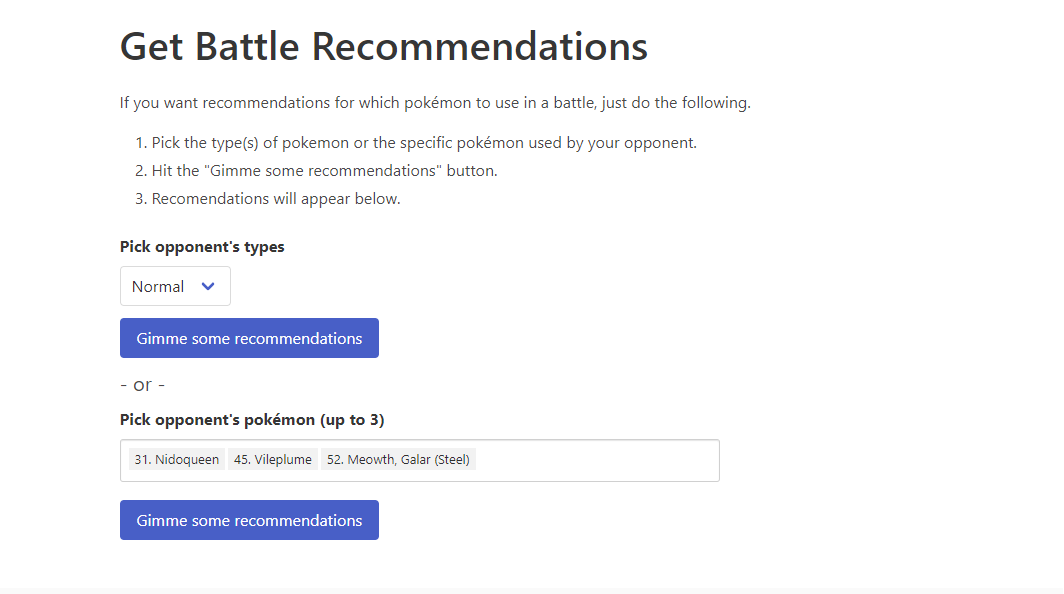 Get Battle Recommendations
If you want recommendations for which pokémon to use in a battle, just do the following.
1. Pick the type(s) of pokemon or the specific pokémon used by your opponent.
2. Hit the "Gimme some recommendations" button.
3. Recomendations will appear below.
Pick opponent's types
Normal
Gimme some recommendations
- or -
Pick opponent's pokémon (up to 3)
31. Nidoqueen 45. Vileplume 52. Meowth, Galar (Steel)
Gimme some recommendations